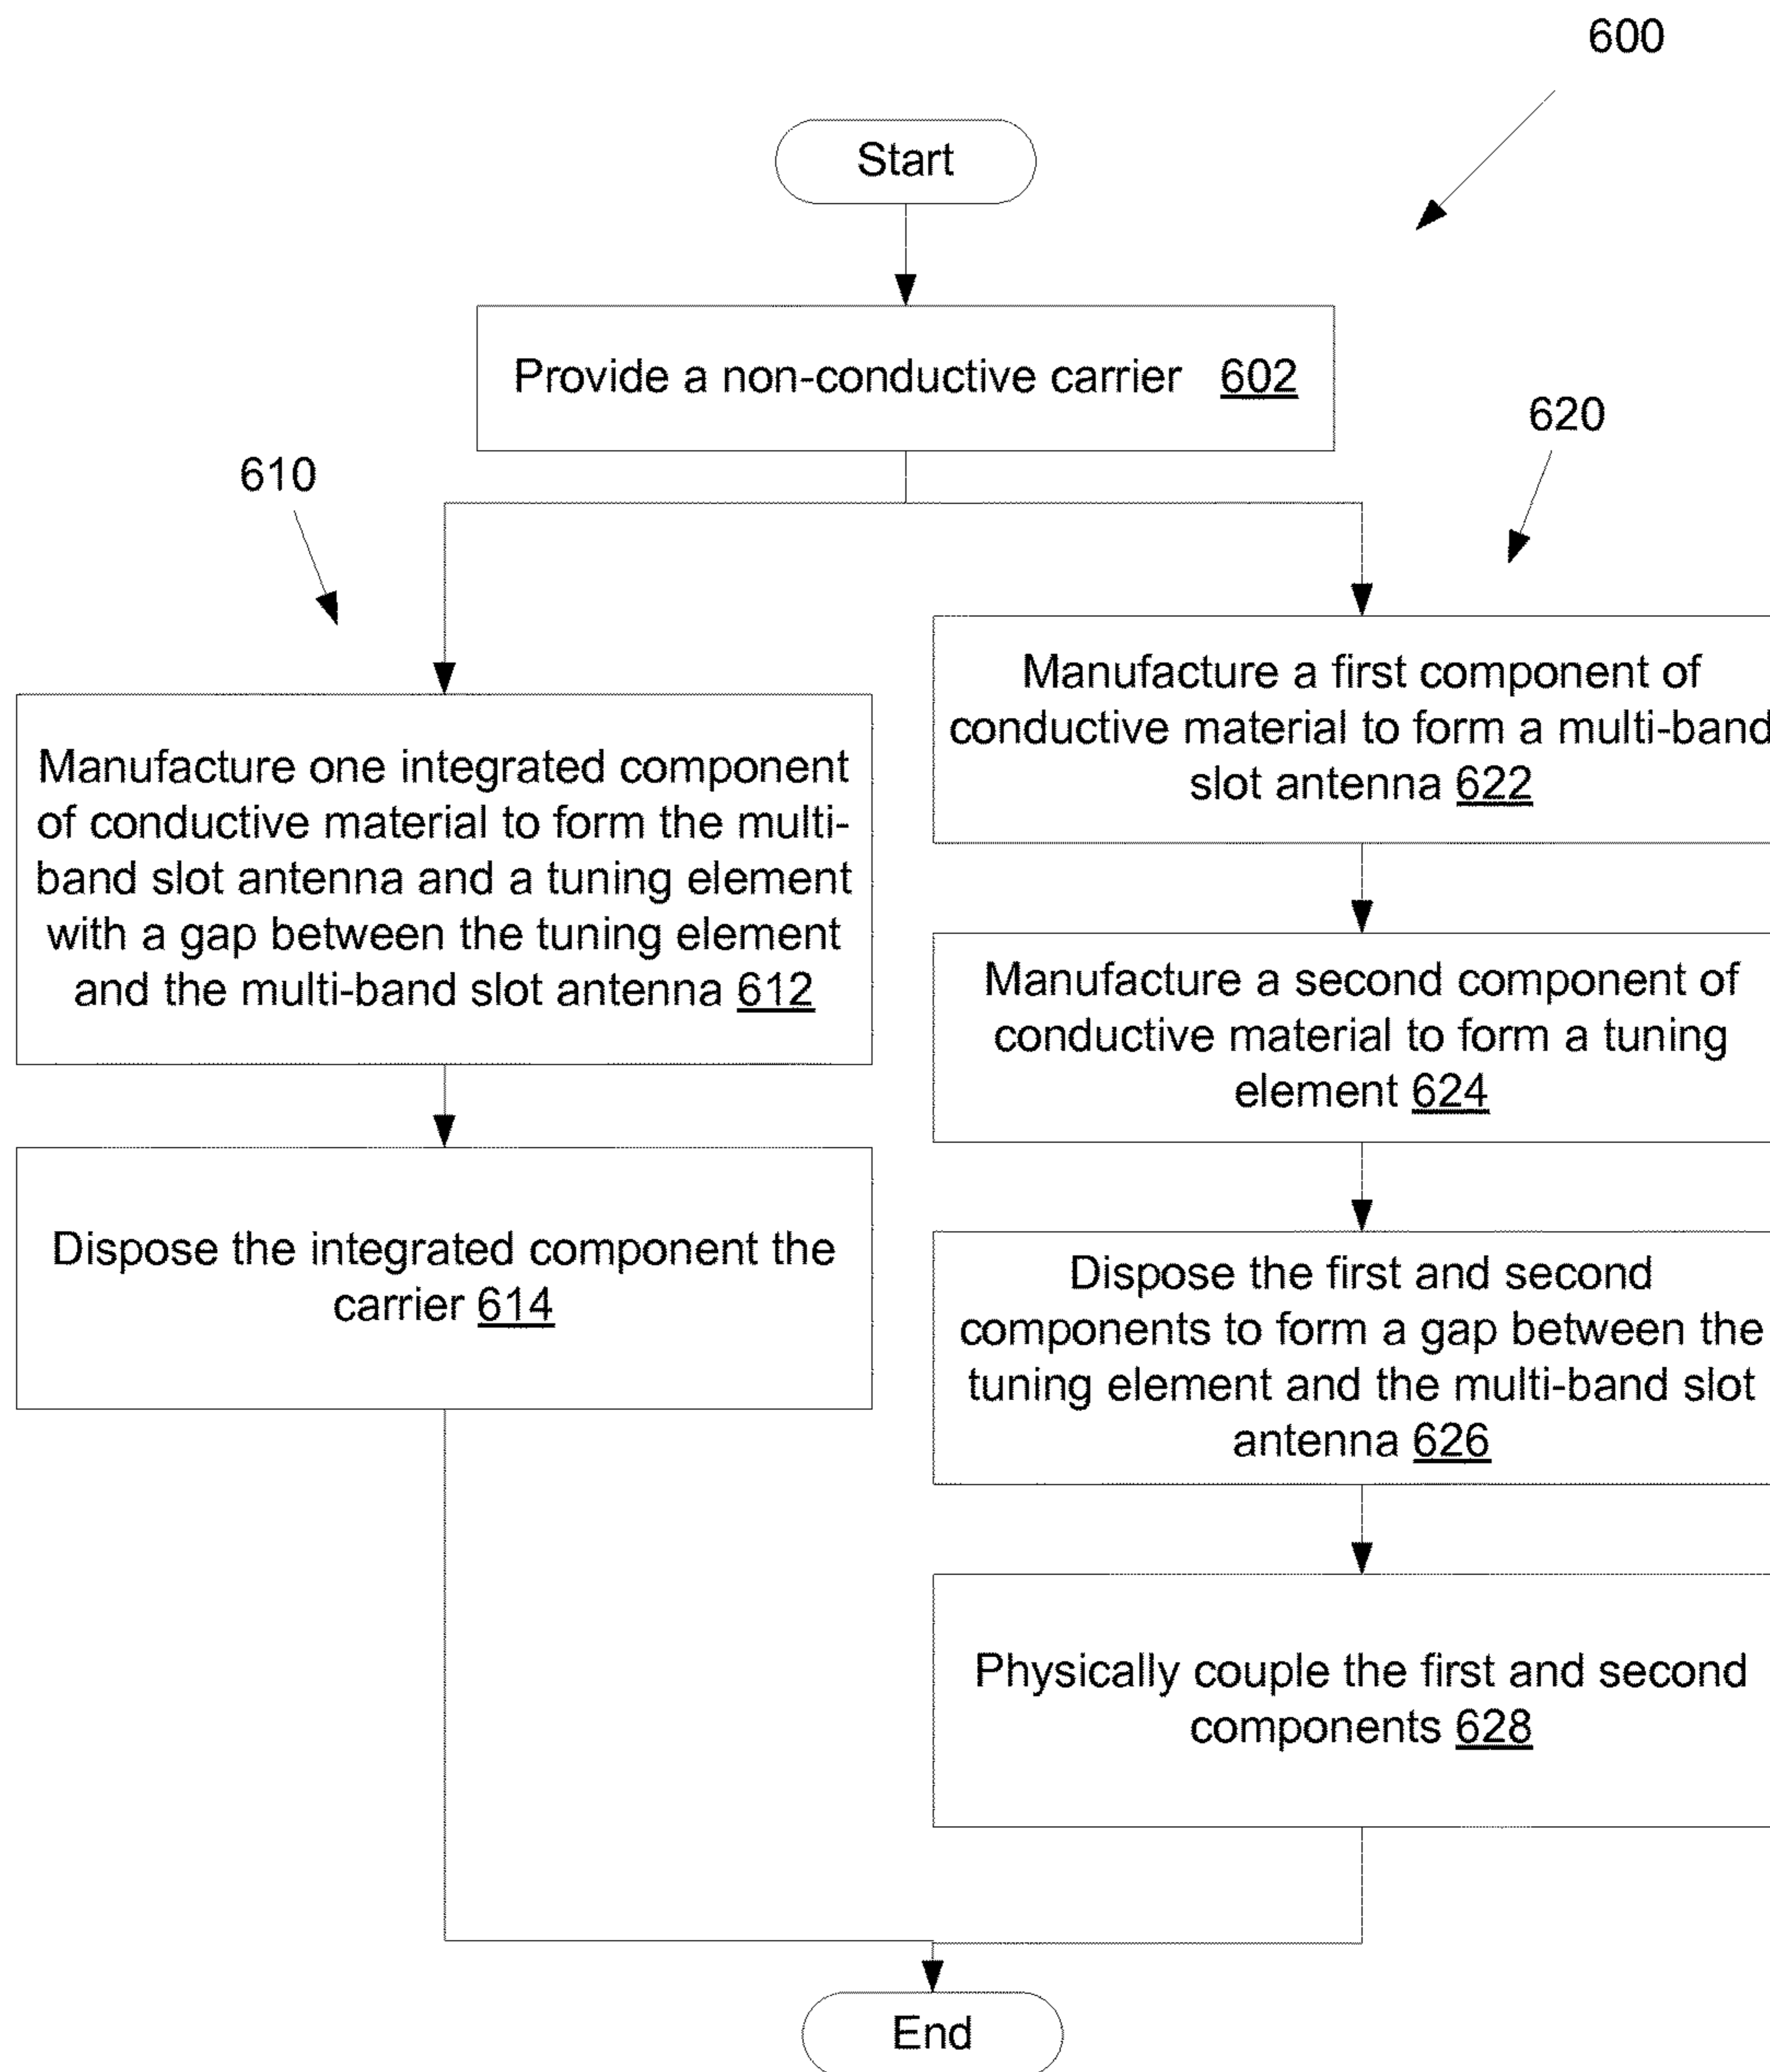 600
Start
Provide a non-conductive carrier 602
620
610
Manufacture a first component of
conductive material to form a multi-band
slot antenna 622
Manufacture one integrated component
of conductive material to form the multi-
band slot antenna and a tuning element
with a gap between the tuning element
and the multi-band slot antenna 612
Manufacture a second component of
conductive material to form a tuning
element 624
Dispose the integrated component the
carrier 614
Dispose the first and second
components to form a gap between the
tuning element and the multi-band slot
antenna 626
Physically couple the first and second
components 628
End